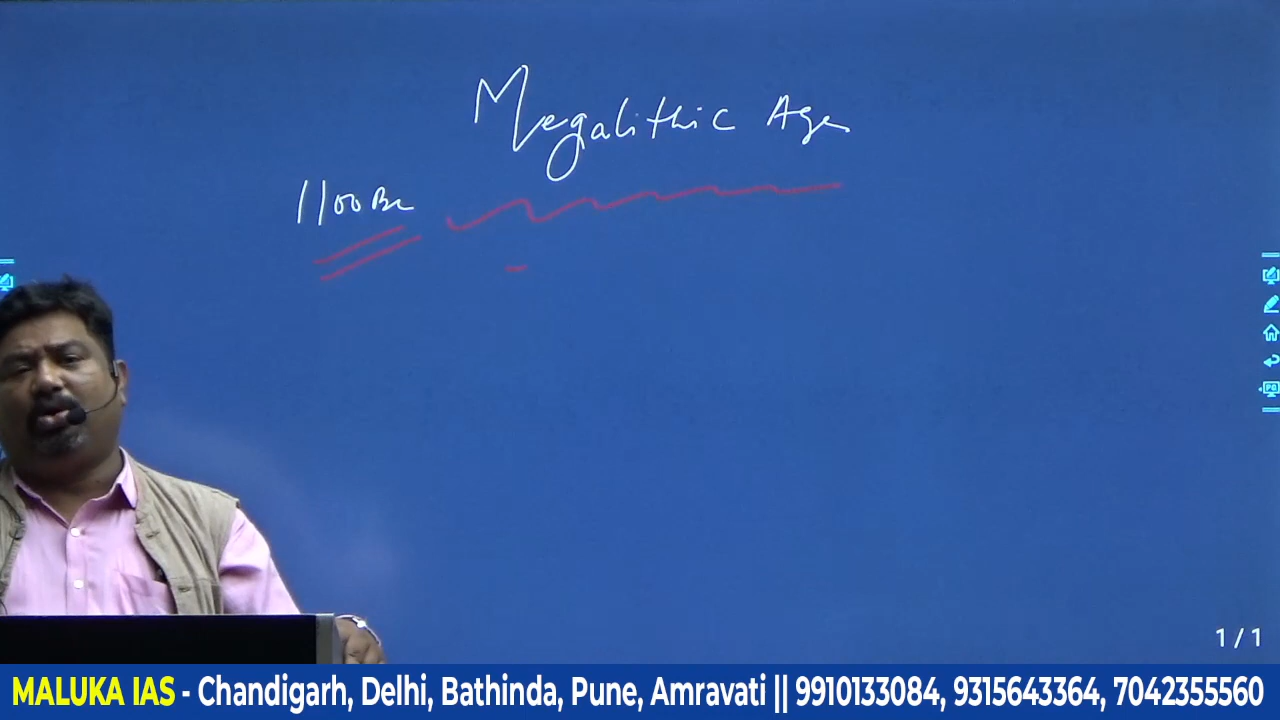 Megalithic Age
1100 BC
1 / 1
MALUKA IAS - Chandigarh, Delhi, Bathinda, Pune, Amravati || 9910133084, 9315643364, 7042355560